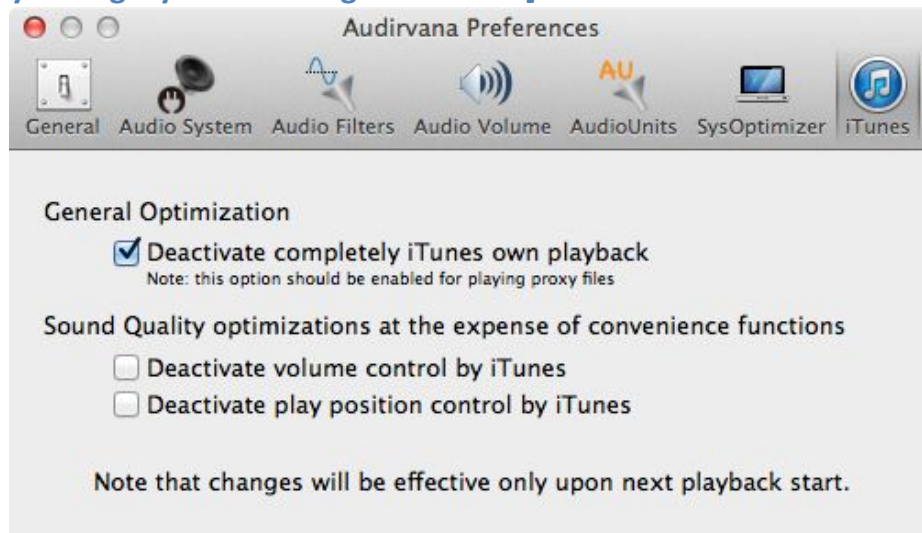 Audirvana Preferences
General Audio System Audio Filters Audio Volume AudioUnits SysOptimizer iTunes
AU
General Optimization
Deactivate completely iTunes own playback
Note: this option should be enabled for playing proxy files
Sound Quality optimizations at the expense of convenience functions
Deactivate volume control by iTunes
Deactivate play position control by iTunes
Note that changes will be effective only upon next playback start.